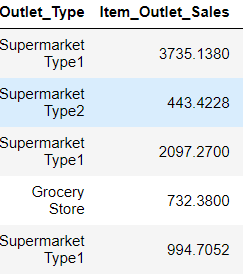 Outlet_Type Item_Outlet_Sales
Supermarket
Type1 3735.1380
Supermarket
Type2 443.4228
Supermarket
Type1 2097.2700
Grocery
Store 732.3800
Supermarket
Type1 994.7052